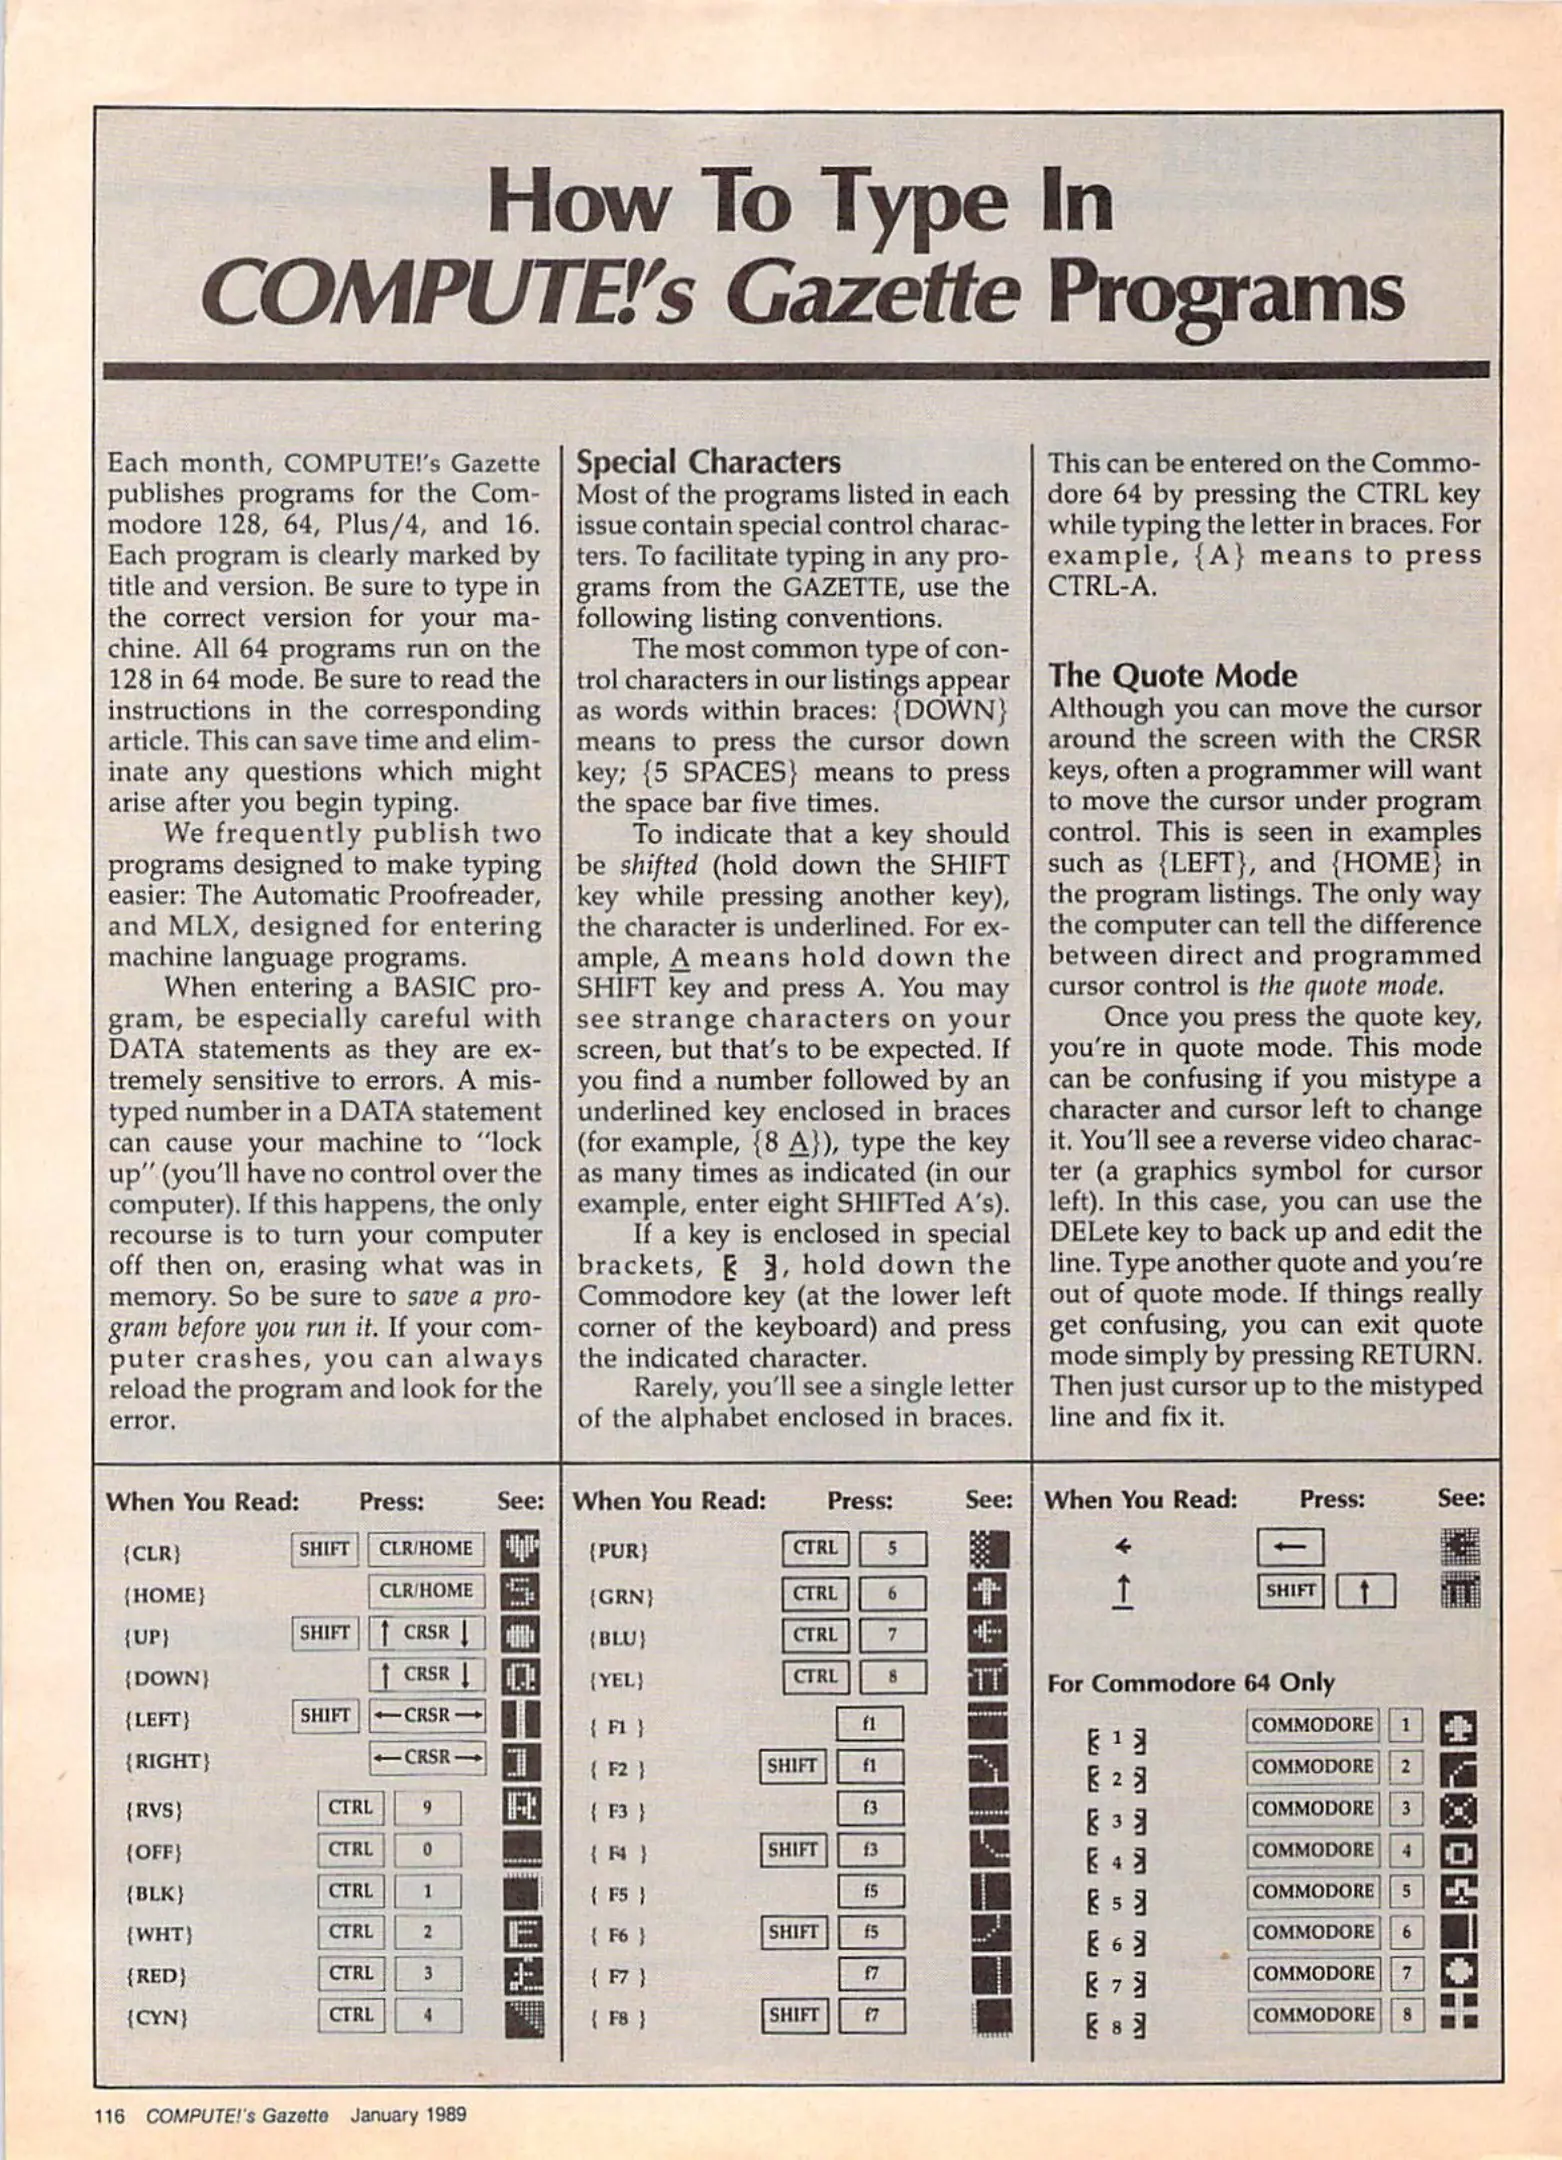 How To Type In
COMPUTE!'s Gazette Programs
Each month, COMPUTE!'s Gazette
publishes programs for the Com-
modore 128, 64, Plus/4, and 16.
Each program is clearly marked by
title and version. Be sure to type in
the correct version for your ma-
chine. All 64 programs run on the
128 in 64 mode. Be sure to read the
instructions in the corresponding
article. This can save time and elim-
inate any questions which might
arise after you begin typing.
We frequently publish two
programs designed to make typing
easier: The Automatic Proofreader,
and MLX, designed for entering
machine language programs.
When entering a BASIC pro-
gram, be especially careful with
DATA statements as they are ex-
tremely sensitive to errors. A mis-
typed number in a DATA statement
can cause your machine to "lock
up" (you'll have no control over the
computer). If this happens, the only
recourse is to turn your computer
off then on, erasing what was in
memory. So be sure to save a pro-
gram before you run it. If your com-
puter crashes, you can always
reload the program and look for the
error.
Special Characters
Most of the programs listed in each
issue contain special control charac-
ters. To facilitate typing in any pro-
grams from the GAZETTE, use the
following listing conventions.
The most common type of con-
trol characters in our listings appear
as words within braces: {DOWN}
means to press the cursor down
key; {5 SPACES} means to press
the space bar five times.
To indicate that a key should
be shifted (hold down the SHIFT
key while pressing another key),
the character is underlined. For ex-
ample, A means hold down the
SHIFT key and press A. You may
see strange characters on your
screen, but that's to be expected. If
you find a number followed by an
underlined key enclosed in braces
(for example, {8 A}), type the key
as many times as indicated (in our
example, enter eight SHIFTed A's).
If a key is enclosed in special
brackets, [ ], hold down the
Commodore key (at the lower left
corner of the keyboard) and press
the indicated character.
Rarely, you'll see a single letter
of the alphabet enclosed in braces.
This can be entered on the Commo-
dore 64 by pressing the CTRL key
while typing the letter in braces. For
example, {A} means to press
CTRL-A.
The Quote Mode
Although you can move the cursor
around the screen with the CRSR
keys, often a programmer will want
to move the cursor under program
control. This is seen in examples
such as {LEFT}, and {HOME} in
the program listings. The only way
the computer can tell the difference
between direct and programmed
cursor control is the quote mode.
Once you press the quote key,
you're in quote mode. This mode
can be confusing if you mistype a
character and cursor left to change
it. You'll see a reverse video charac-
ter (a graphics symbol for cursor
left). In this case, you can use the
DELete key to back up and edit the
line. Type another quote and you're
out of quote mode. If things really
get confusing, you can exit quote
mode simply by pressing RETURN.
Then just cursor up to the mistyped
line and fix it.
When You Read: Press: See:
{CLR} SHIFT CLR/HOME
{HOME} CLR/HOME
{UP} SHIFT ↑ CRSR ↓
{DOWN} ↑ CRSR ↓
{LEFT} SHIFT ←CRSR→
{RIGHT} ←CRSR→
{RVS} CTRL 9
{OFF} CTRL 0
{BLK} CTRL 1
{WHT} CTRL 2
{RED} CTRL 3
{CYN} CTRL 4
When You Read: Press: See:
{PUR} CTRL 5
{GRN} CTRL 6
{BLU} CTRL 7
{YEL} CTRL 8
{ F1 } f1
{ F2 } SHIFT f1
{ F3 } f3
{ F4 } SHIFT f3
{ F5 } f5
{ F6 } SHIFT f5
{ F7 } f7
{ F8 } SHIFT f7
When You Read: Press: See:
← ←
↑ SHIFT ↑
For Commodore 64 Only
[ 1 ] COMMODORE 1
[ 2 ] COMMODORE 2
[ 3 ] COMMODORE 3
[ 4 ] COMMODORE 4
[ 5 ] COMMODORE 5
[ 6 ] COMMODORE 6
[ 7 ] COMMODORE 7
[ 8 ] COMMODORE 8
116 COMPUTE!'s Gazette January 1989